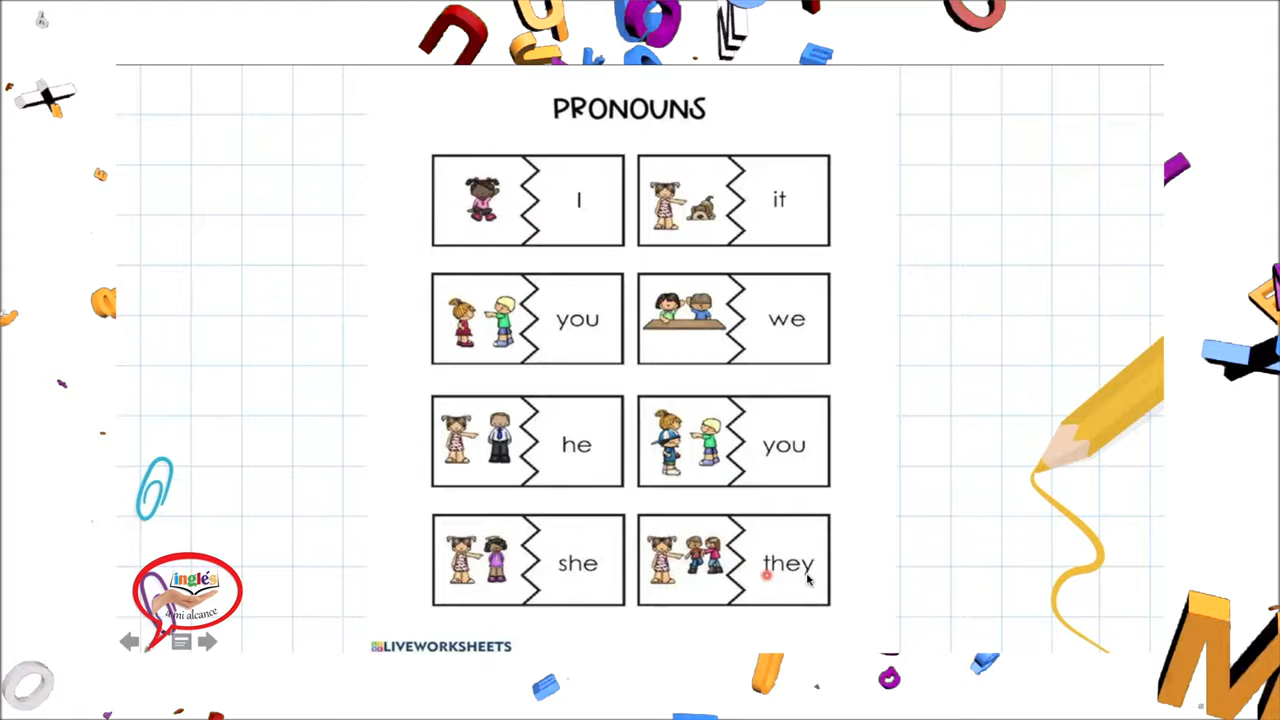 PRONOUNS
I
it
you
we
he
you
she
they
inglés
a mi alcance
LIVEWORKSHEETS